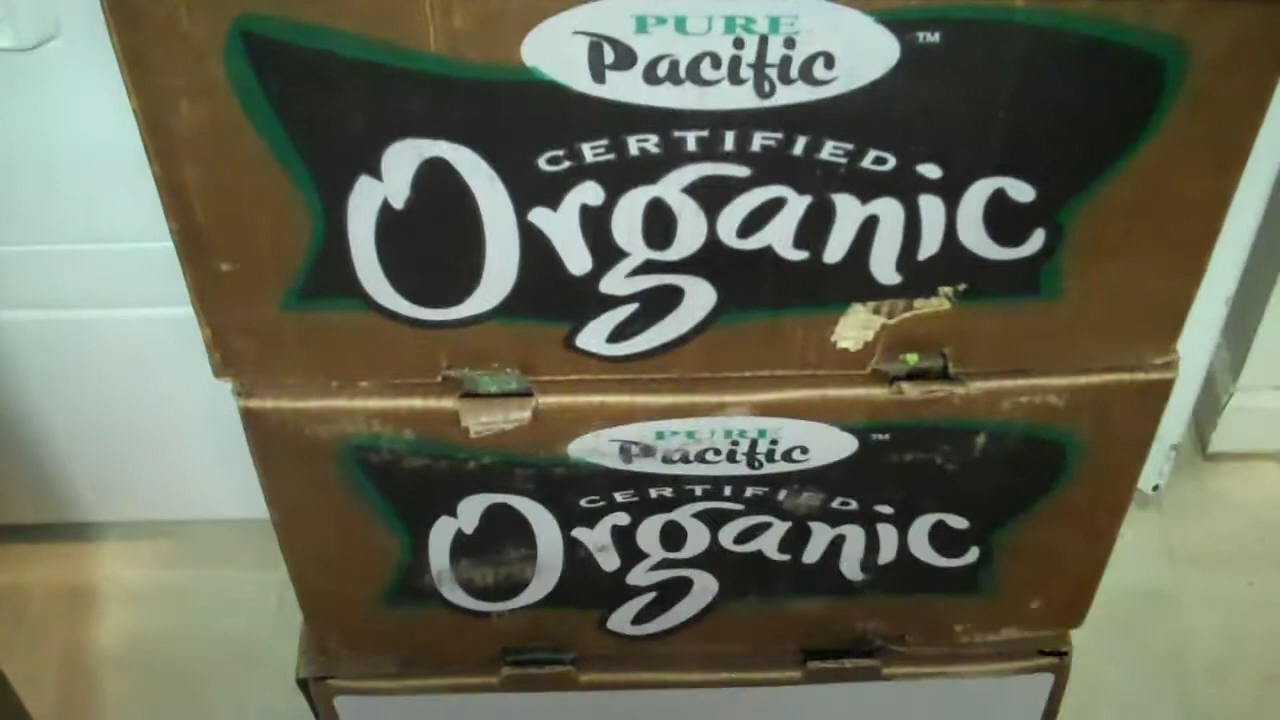 PURE
Pacific ™
CERTIFIED
Organic
PURE
Pacific ™
CERTIFIED
Organic